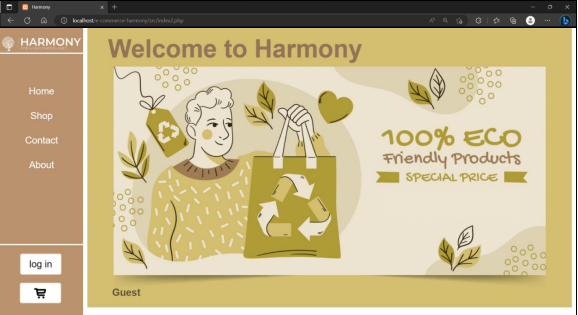 Harmony
localhost/e-commerce-harmony/src/index1.php
HARMONY
Home
Shop
Contact
About
log in
Welcome to Harmony
100% ECO
Friendly Products
SPECIAL PRICE
Guest